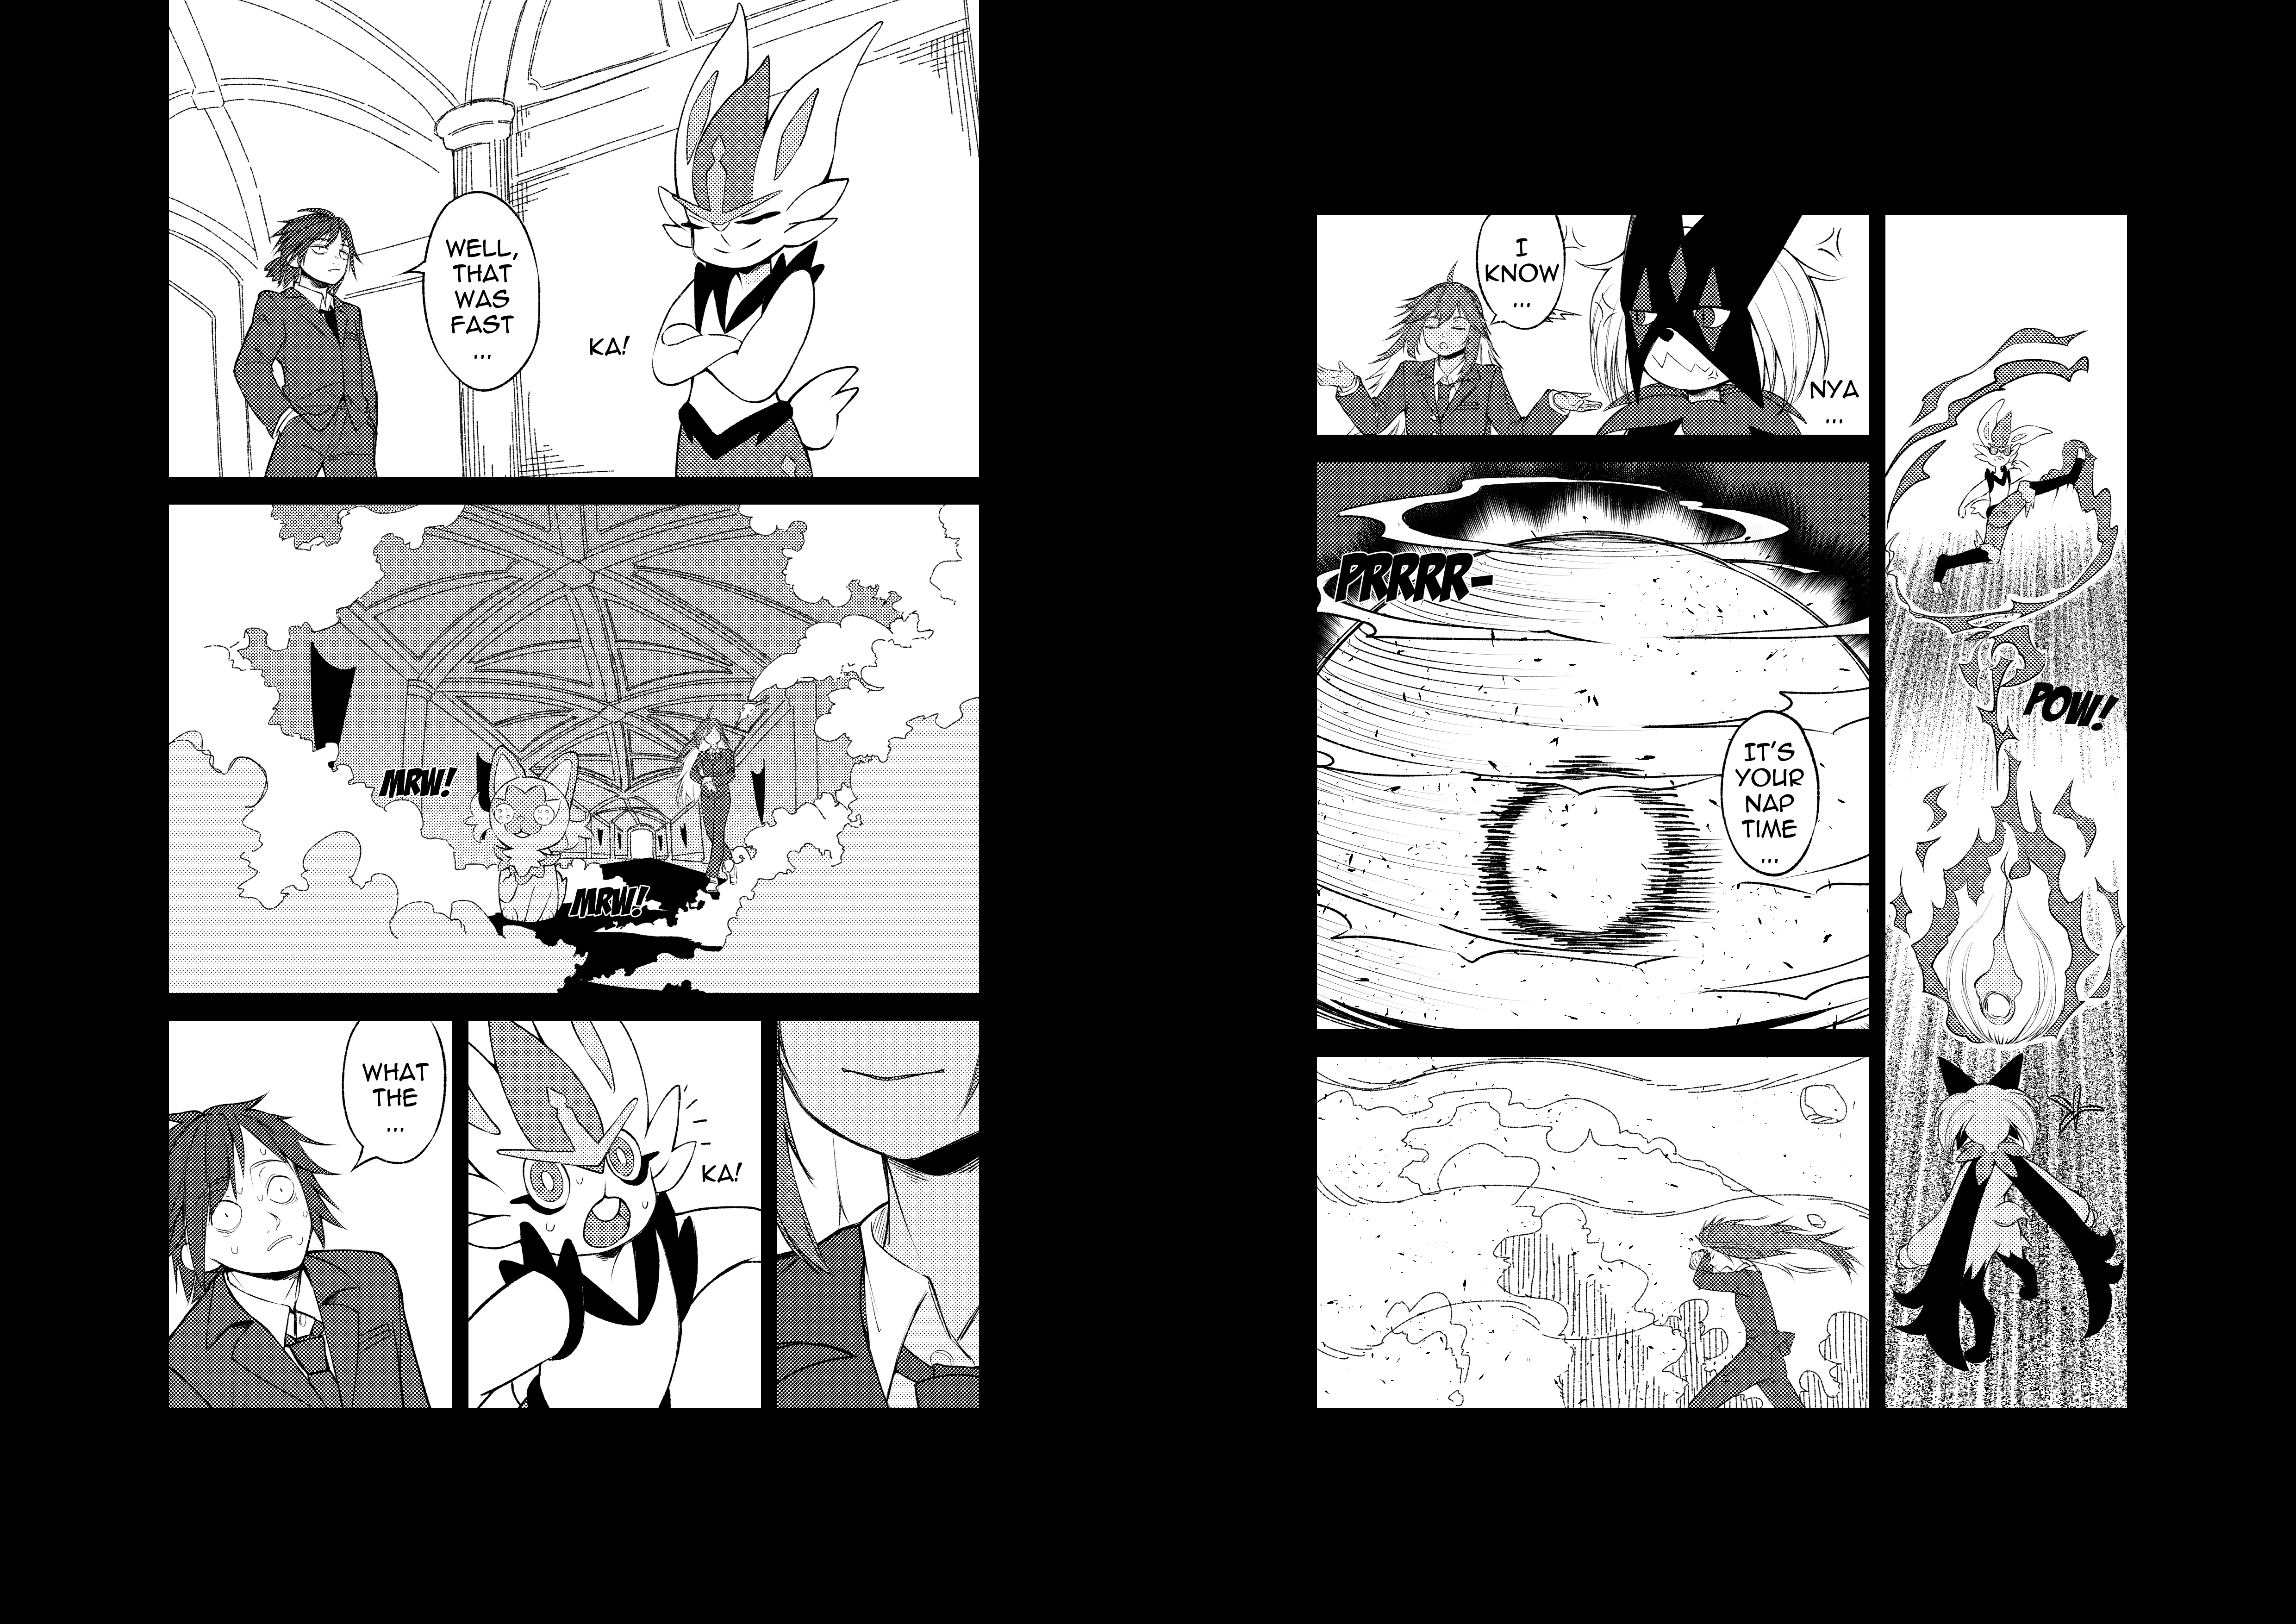 POW!
NYA
...
I
KNOW
...
PRRRR-
IT'S
YOUR
NAP
TIME
...
KA!
WELL,
THAT
WAS
FAST
...
MRW!
MRW!
KA!
WHAT
THE
...